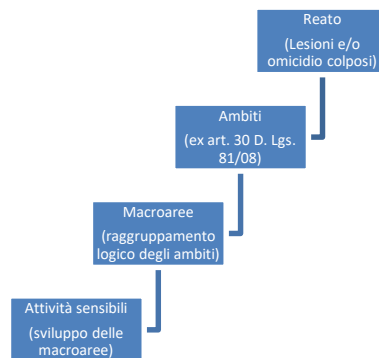 Reato
(Lesioni e/o
omicidio colposi)
Ambiti
(ex art. 30 D. Lgs.
81/08)
Macroaree
(raggruppamento
logico degli ambiti)
Attività sensibili
(sviluppo delle
macroaree)